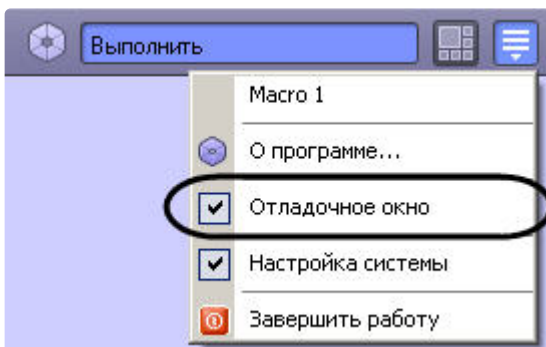 Выполнить
Macro 1
О программе...
Отладочное окно
Настройка системы
Завершить работу